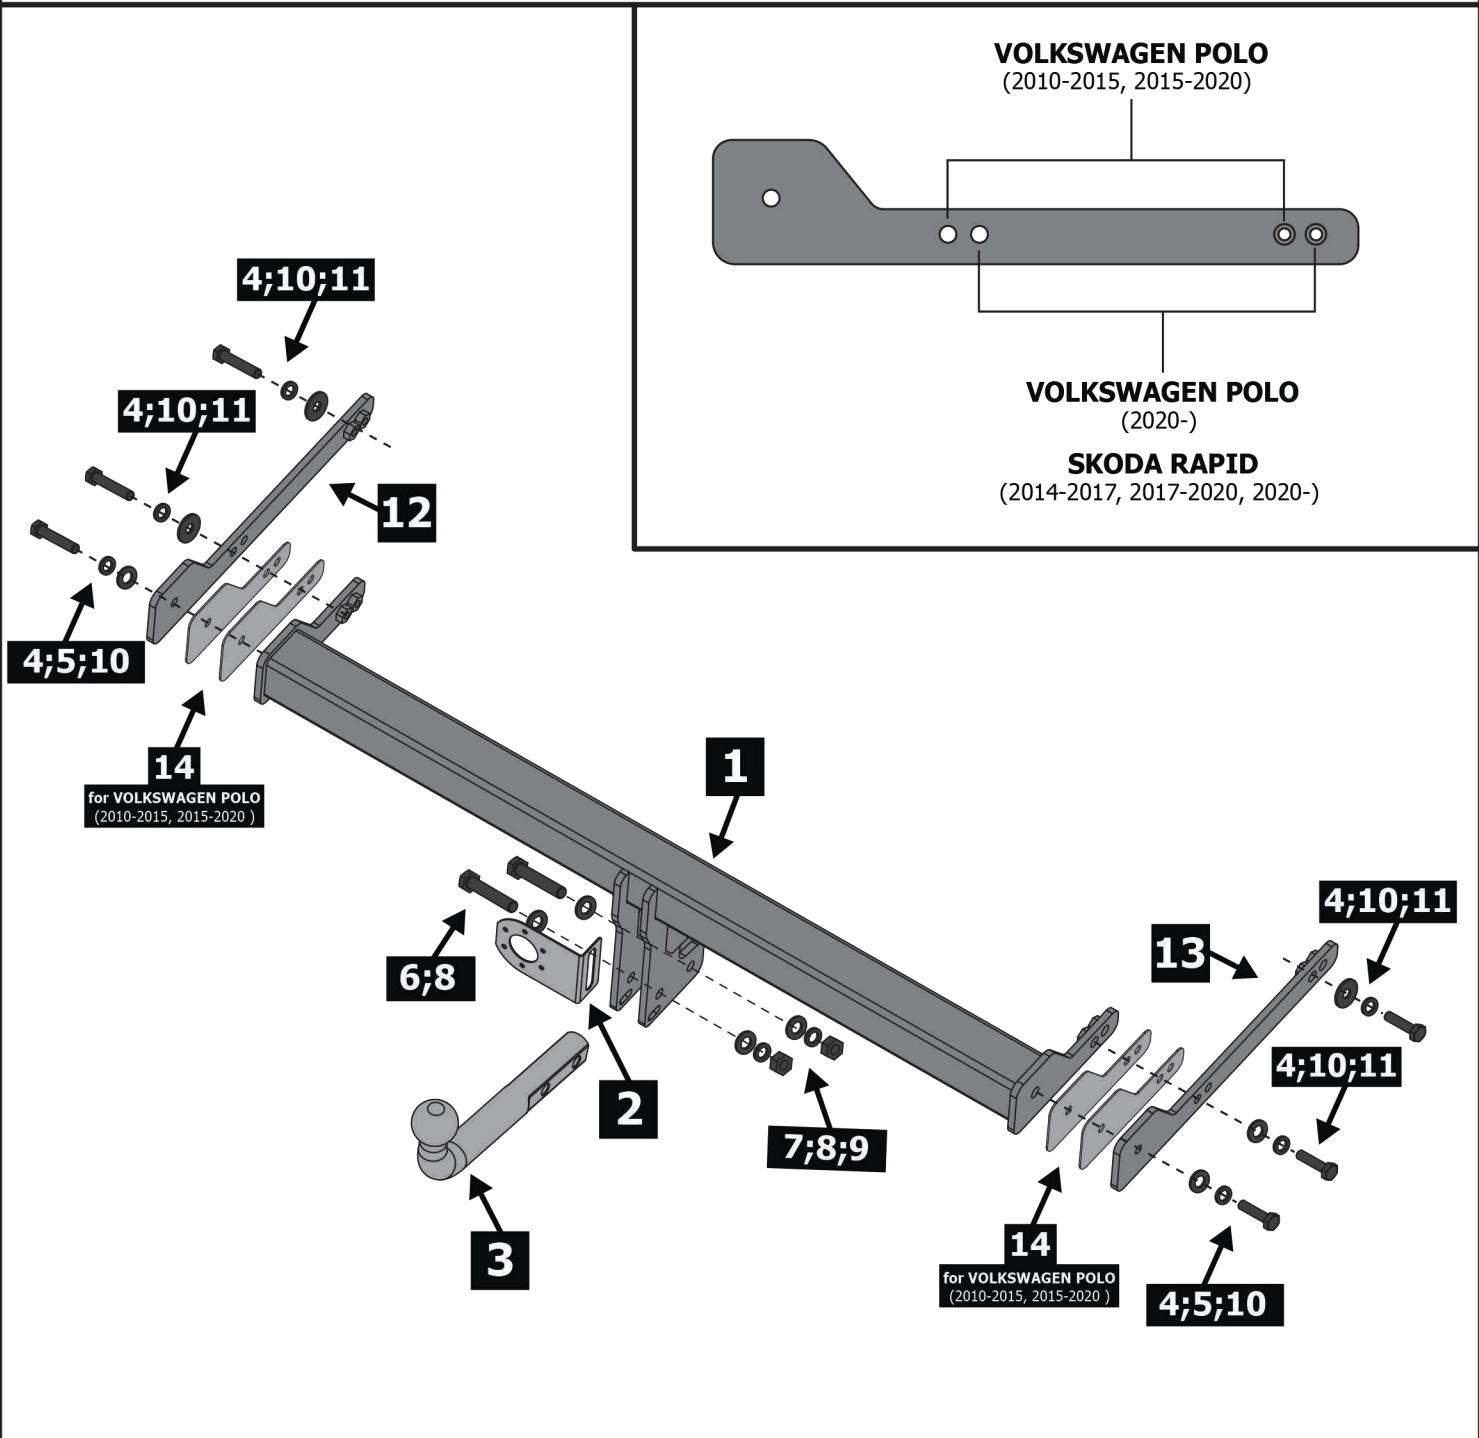 VOLKSWAGEN POLO
(2010-2015, 2015-2020)
VOLKSWAGEN POLO
(2020-)
SKODA RAPID
(2014-2017, 2017-2020, 2020-)
4;10;11
4;10;11
12
4;5;10
14
for VOLKSWAGEN POLO
(2010-2015, 2015-2020 )
1
6;8
2
3
7;8;9
13
4;10;11
4;10;11
14
for VOLKSWAGEN POLO
(2010-2015, 2015-2020 )
4;5;10